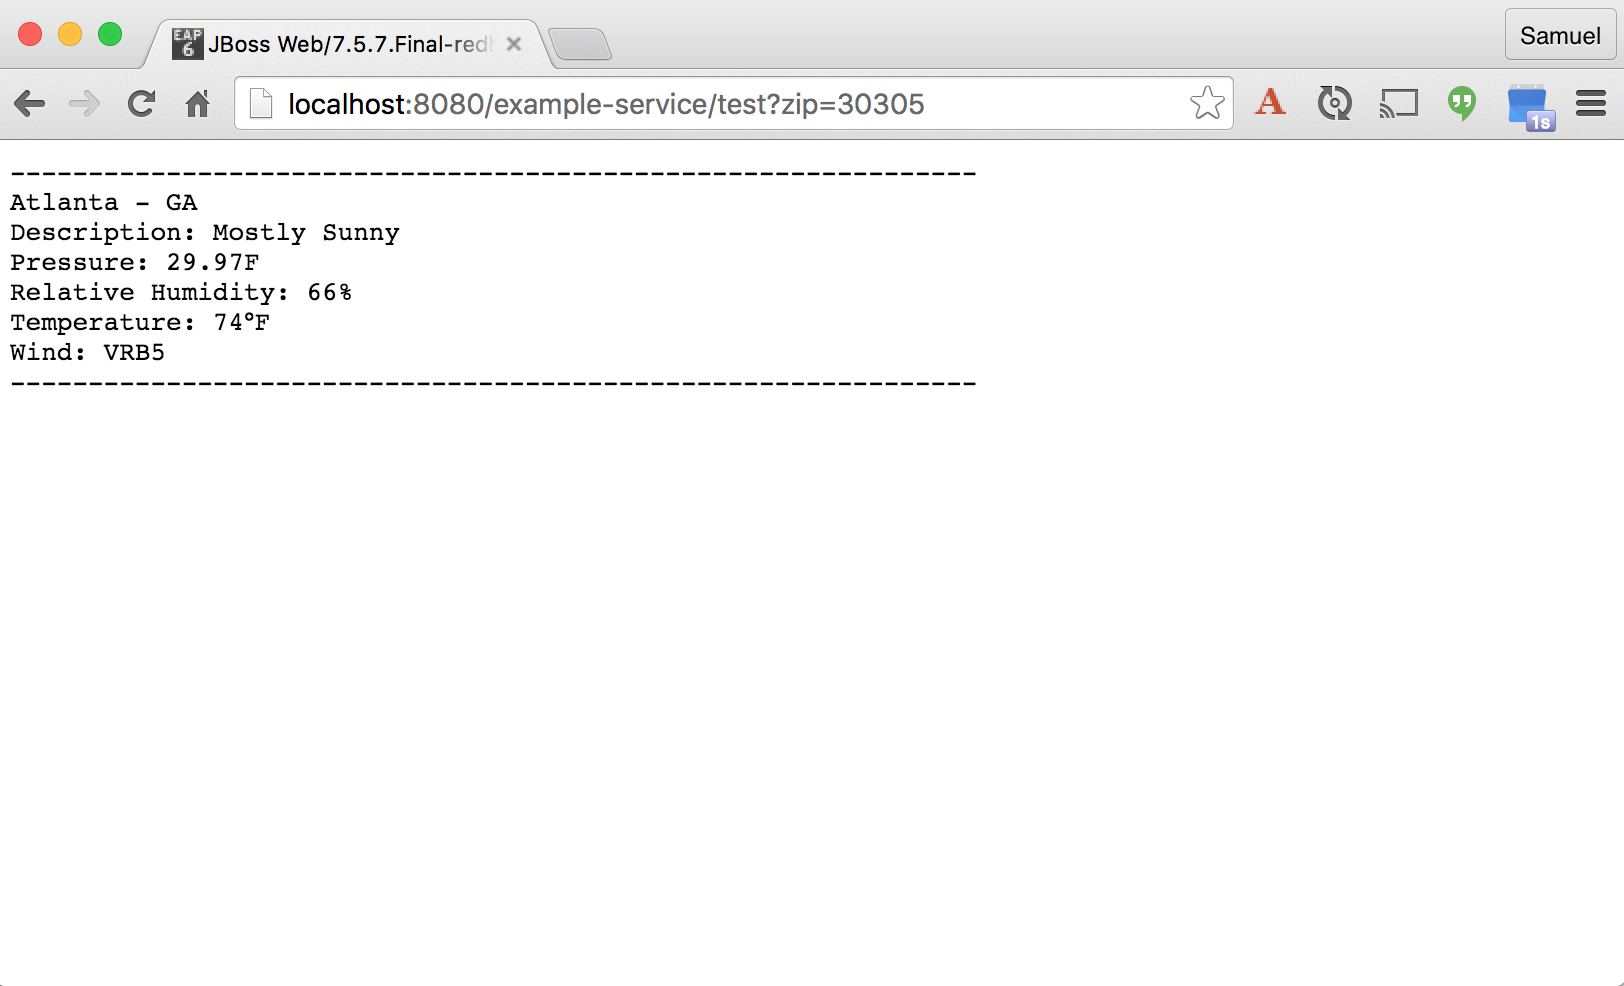 EAP
6
JBoss Web/7.5.7.Final-red
Samuel
localhost:8080/example-service/test?zip=30305
A
1s
--------------------------------------------------------------
Atlanta - GA
Description: Mostly Sunny
Pressure: 29.97F
Relative Humidity: 66%
Temperature: 74°F
Wind: VRB5
--------------------------------------------------------------